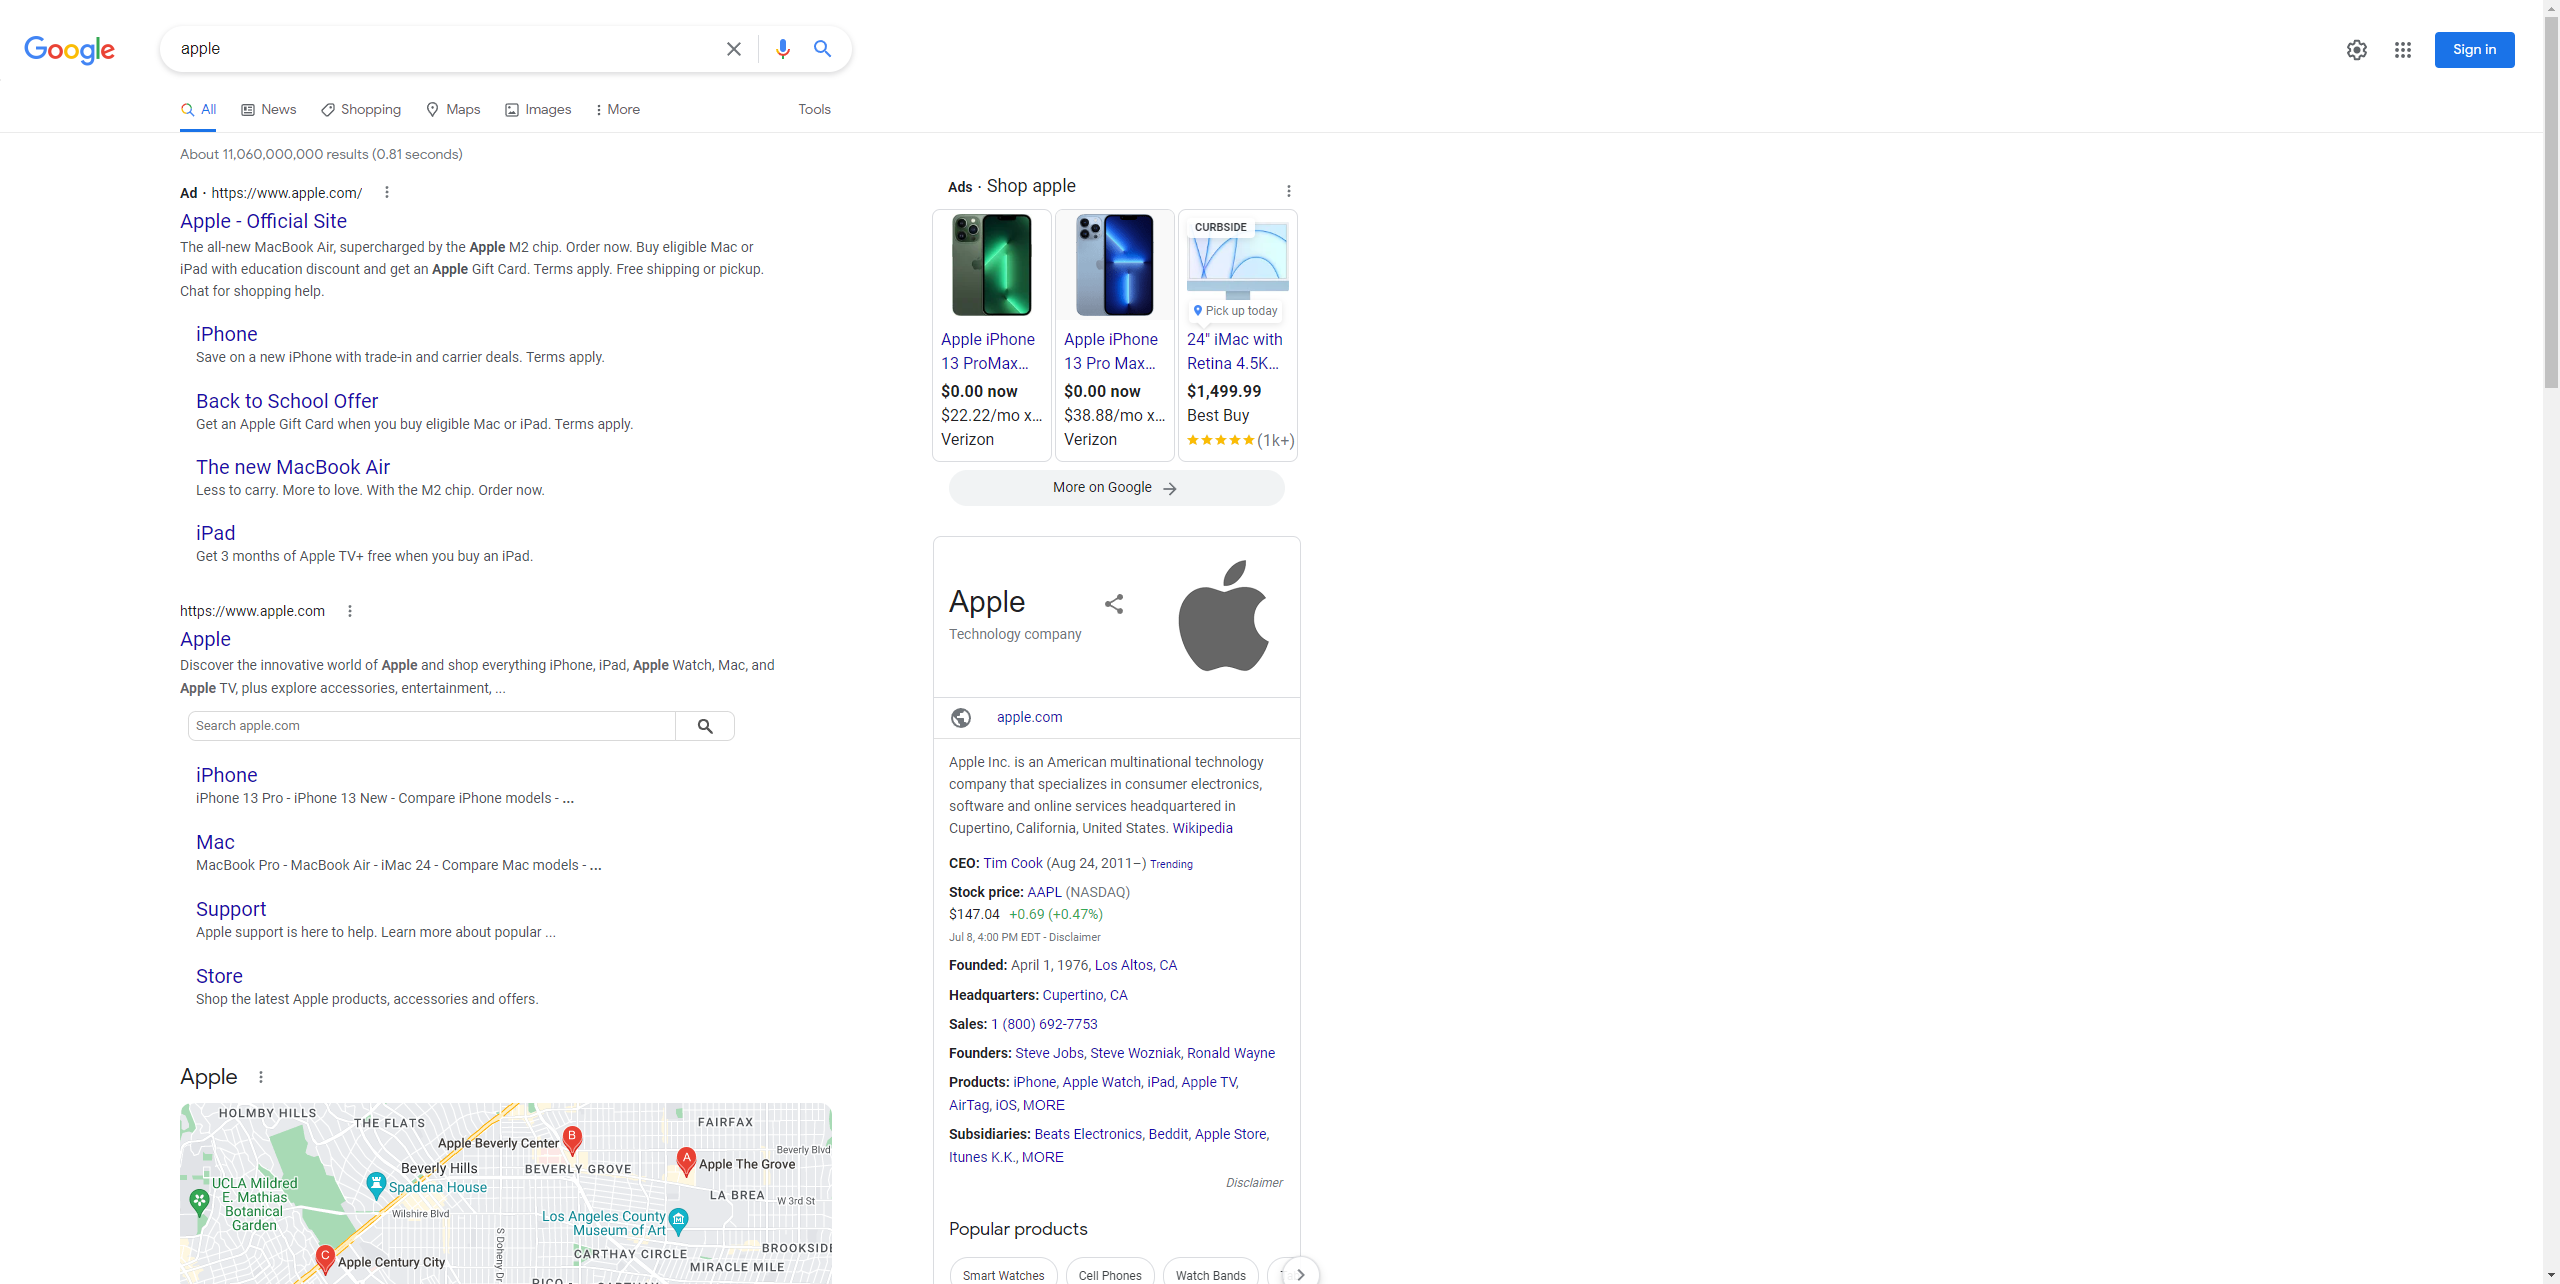 Google
apple
Sign in
All
News
Shopping
Maps
Images
More
Tools
About 11,060,000,000 results (0.81 seconds)
Ad · https://www.apple.com/
Apple - Official Site
The all-new MacBook Air, supercharged by the Apple M2 chip. Order now. Buy eligible Mac or
iPad with education discount and get an Apple Gift Card. Terms apply. Free shipping or pickup.
Chat for shopping help.
iPhone
Save on a new iPhone with trade-in and carrier deals. Terms apply.
Back to School Offer
Get an Apple Gift Card when you buy eligible Mac or iPad. Terms apply.
The new MacBook Air
Less to carry. More to love. With the M2 chip. Order now.
iPad
Get 3 months of Apple TV+ free when you buy an iPad.
https://www.apple.com
Apple
Discover the innovative world of Apple and shop everything iPhone, iPad, Apple Watch, Mac, and
Apple TV, plus explore accessories, entertainment, ...
Search apple.com
iPhone
iPhone 13 Pro - iPhone 13 New - Compare iPhone models - ...
Mac
MacBook Pro - MacBook Air - iMac 24 - Compare Mac models - ...
Support
Apple support is here to help. Learn more about popular ...
Store
Shop the latest Apple products, accessories and offers.
Apple
HOLMBY HILLS
THE FLATS
FAIRFAX
Apple Beverly Center
B
Beverly Blvd
A
Apple The Grove
Beverly Hills
BEVERLY GROVE
UCLA Mildred
E. Mathias
Botanical
Garden
Spadena House
LA BREA
W 3rd St
Wilshire Blvd
Los Angeles County
Museum of Art
S Doheny Dr
CARTHAY CIRCLE
BROOKSIDE
C
Apple Century City
MIRACLE MILE
PICO
Ads · Shop apple
Apple iPhone
13 ProMax...
$0.00 now
$22.22/mo x...
Verizon
Apple iPhone
13 Pro Max...
$0.00 now
$38.88/mo x...
Verizon
CURBSIDE
Pick up today
24" iMac with
Retina 4.5K...
$1,499.99
Best Buy
(1k+)
More on Google
Apple
Technology company
apple.com
Apple Inc. is an American multinational technology
company that specializes in consumer electronics,
software and online services headquartered in
Cupertino, California, United States. Wikipedia
CEO: Tim Cook (Aug 24, 2011–) Trending
Stock price: AAPL (NASDAQ)
$147.04 +0.69 (+0.47%)
Jul 8, 4:00 PM EDT - Disclaimer
Founded: April 1, 1976, Los Altos, CA
Headquarters: Cupertino, CA
Sales: 1 (800) 692-7753
Founders: Steve Jobs, Steve Wozniak, Ronald Wayne
Products: iPhone, Apple Watch, iPad, Apple TV,
AirTag, iOS, MORE
Subsidiaries: Beats Electronics, Beddit, Apple Store,
Itunes K.K., MORE
Disclaimer
Popular products
Smart Watches
Cell Phones
Watch Bands